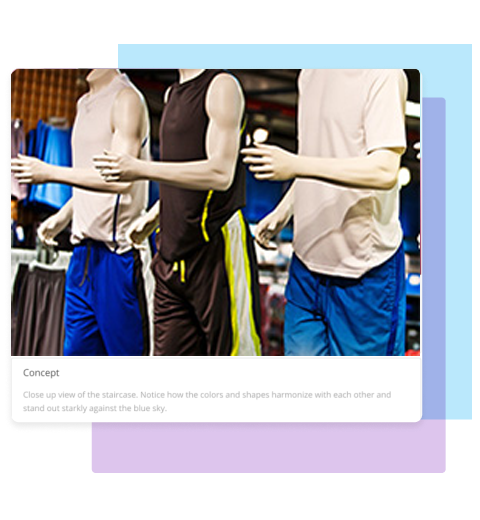 Concept
Close up view of the staircase. Notice how the colors and shapes harmonize with each other and
stand out starkly against the blue sky.